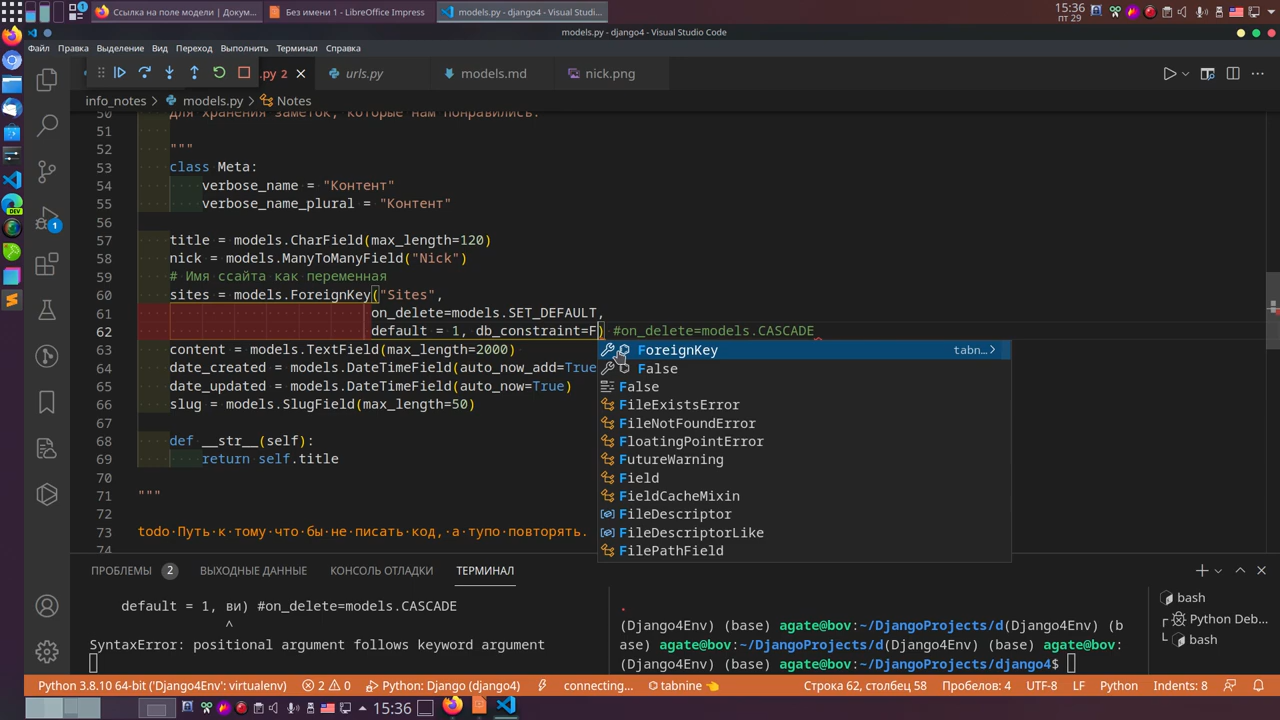 Ссылка на поле модели | Докум...
Без имени 1 - LibreOffice Impress
models.py - django4 - Visual Studi...
15:36
пт 29
models.py - django4 - Visual Studio Code
Файл Правка Выделение Вид Переход Выполнить Терминал Справка
.py 2
urls.py
models.md
nick.png
info_notes > models.py > Notes
50 Для хранения заметок, которые нам понравились.
51
52 """
53 class Meta:
54 verbose_name = "Контент"
55 verbose_name_plural = "Контент"
56
57 title = models.CharField(max_length=120)
58 nick = models.ManyToManyField("Nick")
59 # Имя ссайта как переменная
60 sites = models.ForeignKey("Sites",
61 on_delete=models.SET_DEFAULT,
62 default = 1, db_constraint=F) #on_delete=models.CASCADE
63 content = models.TextField(max_length=2000)
64 date_created = models.DateTimeField(auto_now_add=True
65 date_updated = models.DateTimeField(auto_now=True)
66 slug = models.SlugField(max_length=50)
67
68 def __str__(self):
69 return self.title
70
71 """
72
73 todo·Путь·к·тому·что·бы·не·писать·код,·а·тупо·повторять.
74
ForeignKey tabn...
False
False
FileExistsError
FileNotFoundError
FloatingPointError
FutureWarning
Field
FieldCacheMixin
FileDescriptor
FileDescriptorLike
FilePathField
ПРОБЛЕМЫ 2 ВЫХОДНЫЕ ДАННЫЕ КОНСОЛЬ ОТЛАДКИ ТЕРМИНАЛ
default = 1, ви) #on_delete=models.CASCADE
^
SyntaxError: positional argument follows keyword argument
.
(Django4Env) (base) agate@bov:~/DjangoProjects/d(Django4Env) (b
ase) agate@bov:~/DjangoProjects/d(Django4Env) (base) agate@bov:
(Django4Env) (base) agate@bov:~/DjangoProjects/django4$
bash
Python Deb...
bash
Python 3.8.10 64-bit ('Django4Env': virtualenv) 2 0 Python: Django (django4) connecting... tabnine Строка 62, столбец 58 Пробелов: 4 UTF-8 LF Python Indents: 8
DEV
1
15:36